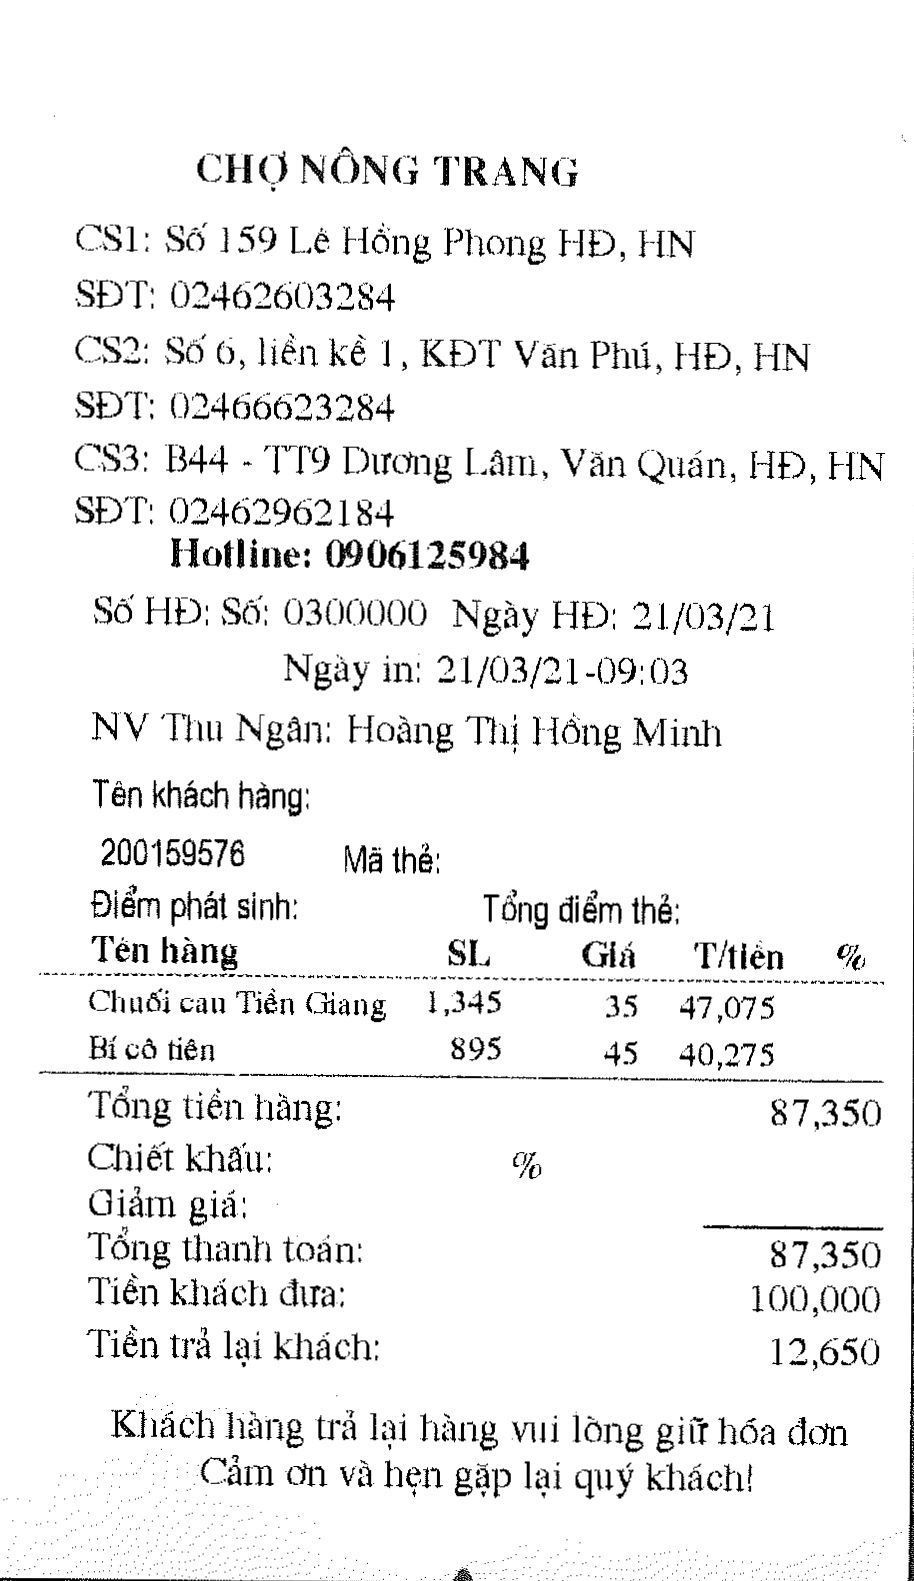 CHỢ NÔNG TRANG
CS1: Số 159 Lê Hồng Phong HĐ, HN
SĐT: 02462603284
CS2: Số 6, liền kề 1, KĐT Văn Phú, HĐ, HN
SĐT: 02466623284
CS3: B44 - TT9 Dương Lâm, Văn Quán, HĐ, HN
SĐT: 02462962184
Hotline: 0906125984
Số HĐ: Số: 0300000 Ngày HĐ: 21/03/21
Ngày in: 21/03/21-09:03
NV Thu Ngân: Hoàng Thị Hồng Minh
Tên khách hàng:
200159576 Mã thẻ:
Điểm phát sinh: Tổng điểm thẻ:
Tên hàng SL Giá T/tiền %
Chuối cau Tiền Giang 1,345 35 47,075
Bí cô tiên 895 45 40,275
Tổng tiền hàng: 87,350
Chiết khấu: %
Giảm giá:
Tổng thanh toán: 87,350
Tiền khách đưa: 100,000
Tiền trả lại khách: 12,650
Khách hàng trả lại hàng vui lòng giữ hóa đơn
Cảm ơn và hẹn gặp lại quý khách!